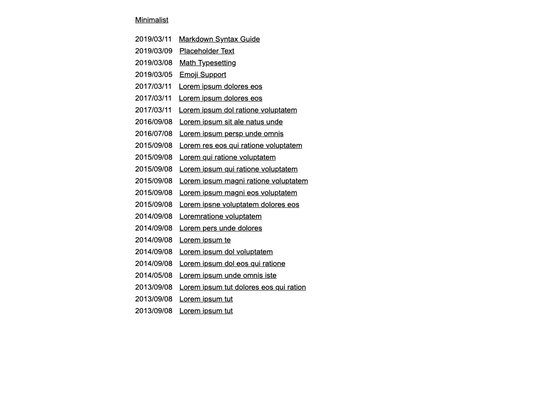 Minimalist
2019/03/11 Markdown Syntax Guide
2019/03/09 Placeholder Text
2019/03/08 Math Typesetting
2019/03/05 Emoji Support
2017/03/11 Lorem ipsum dolores eos
2017/03/11 Lorem ipsum dolores eos
2017/03/11 Lorem ipsum dol ratione voluptatem
2016/09/08 Lorem ipsum sit ale natus unde
2016/07/08 Lorem ipsum persp unde omnis
2015/09/08 Lorem res eos qui ratione voluptatem
2015/09/08 Lorem qui ratione voluptatem
2015/09/08 Lorem ipsum qui ratione voluptatem
2015/09/08 Lorem ipsum magni ratione voluptatem
2015/09/08 Lorem ipsum magni eos voluptatem
2015/09/08 Lorem ipsne voluptatem dolores eos
2014/09/08 Loremratione voluptatem
2014/09/08 Lorem pers unde dolores
2014/09/08 Lorem ipsum te
2014/09/08 Lorem ipsum dol voluptatem
2014/09/08 Lorem ipsum dol eos qui ratione
2014/05/08 Lorem ipsum unde omnis iste
2013/09/08 Lorem ipsum tut dolores eos qui ration
2013/09/08 Lorem ipsum tut
2013/09/08 Lorem ipsum tut